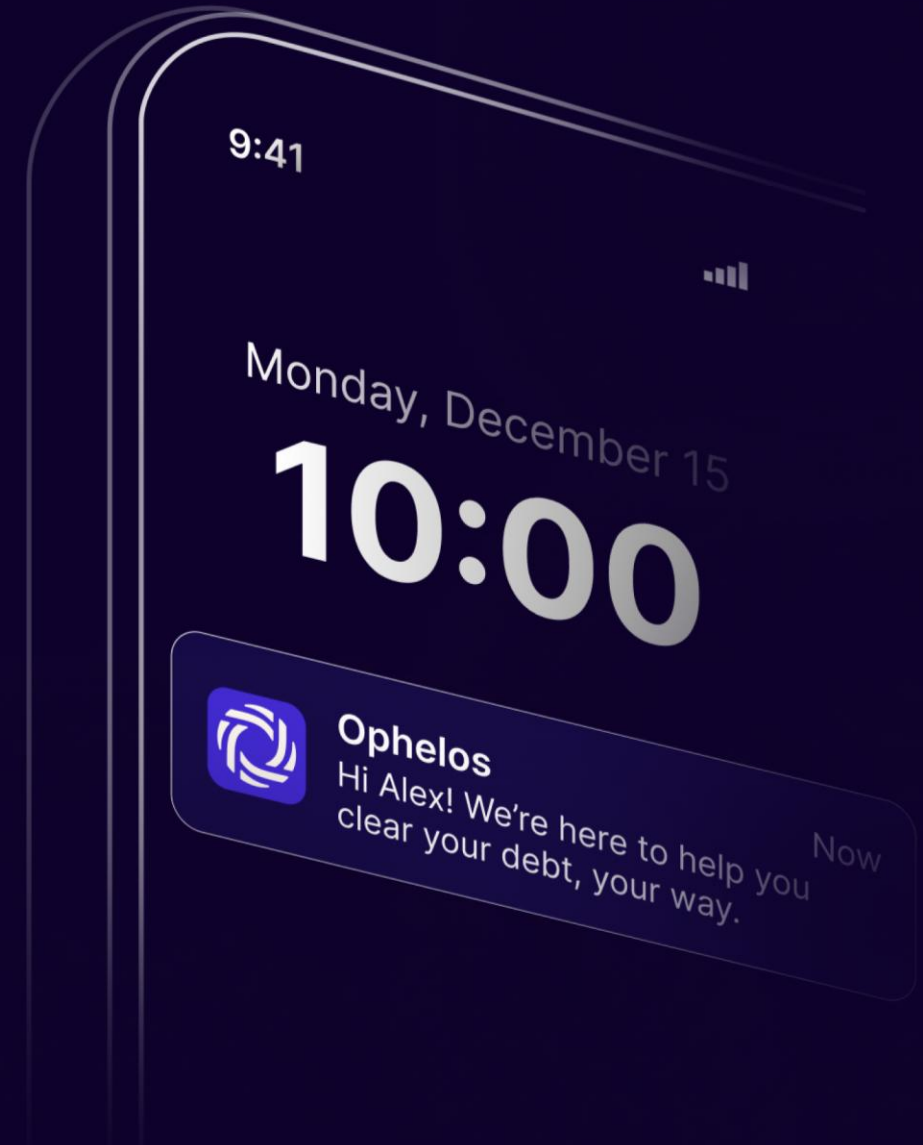 9:41
Monday, December 15
10:00
Ophelos
Now
Hi Alex! We’re here to help you
clear your debt, your way.